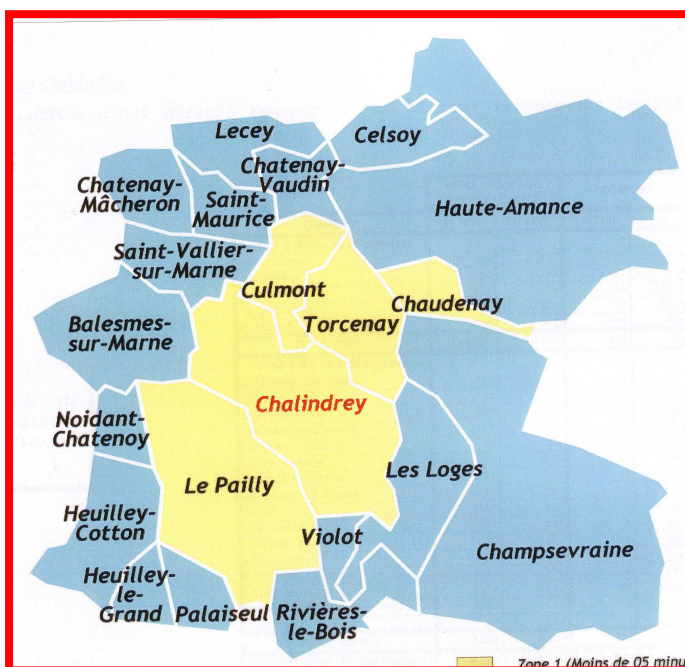 Lecey
Celsoy
Chatenay-
Vaudin
Chatenay-
Mâcheron
Saint-
Maurice
Haute-Amance
Saint-Vallier-
sur-Marne
Culmont
Chaudenay
Torcenay
Balesmes-
sur-Marne
Chalindrey
Noidant-
Chatenoy
Les Loges
Le Pailly
Heuilley-
Cotton
Violot
Champsevraine
Heuilley-
le-
Grand
Palaiseul
Rivières-
le-Bois
Zone 1 (Moins de 05 minu